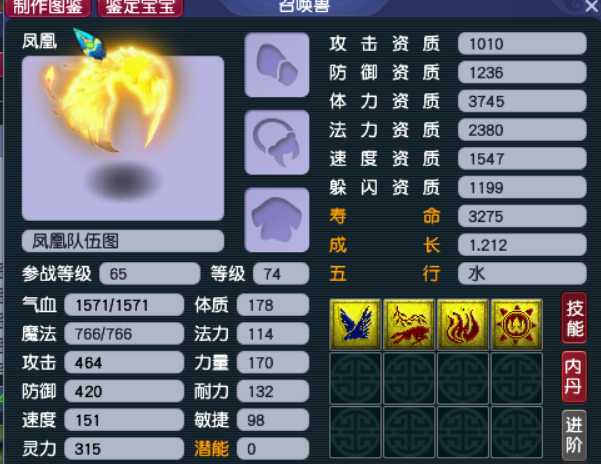 制作图鉴 鉴定宝宝 召唤兽
凤凰
凤凰队伍图
参战等级 65 等级 74
气血 1571/1571 体质 178
魔法 766/766 法力 114
攻击 464 力量 170
防御 420 耐力 132
速度 151 敏捷 98
灵力 315 潜能 0
攻击资质 1010
防御资质 1236
体力资质 3745
法力资质 2380
速度资质 1547
躲闪资质 1199
寿命 3275
成长 1.212
五行 水
技能
内丹
进阶